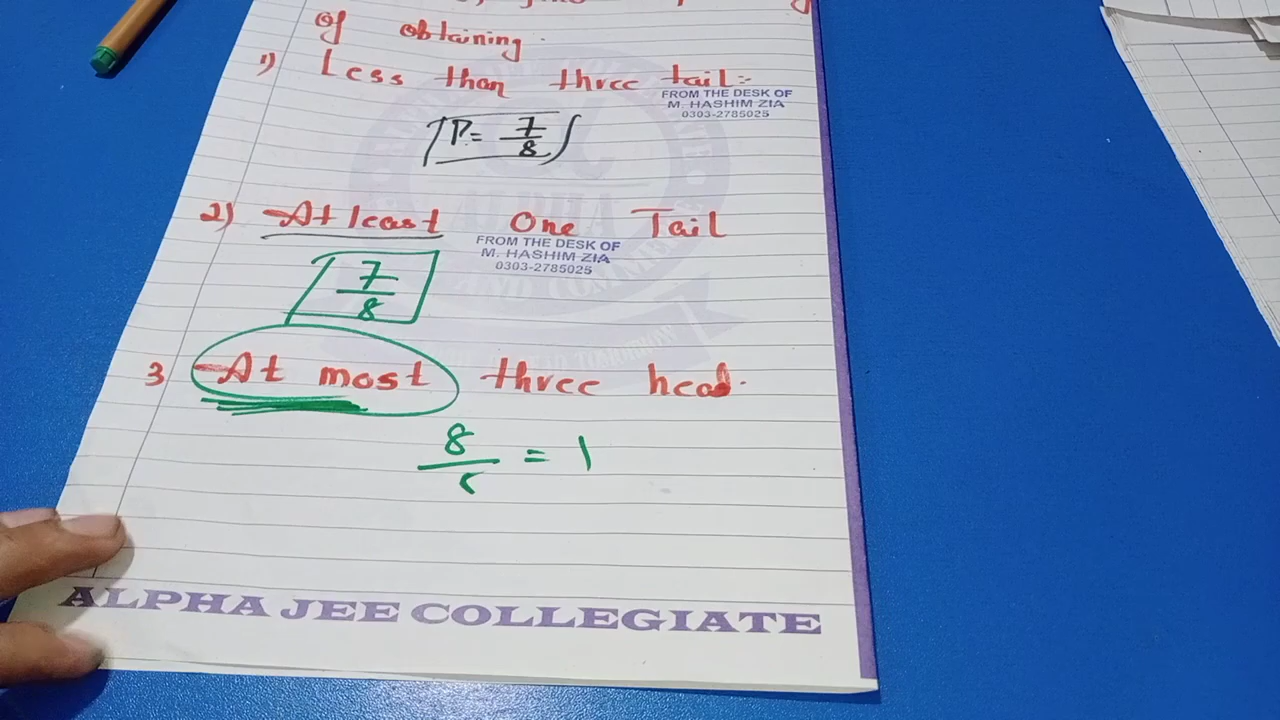 of obtaining.
1) Less than three tail:-
FROM THE DESK OF
M. HASHIM ZIA
0303-2785025
P = 7/8
2) At least One Tail
FROM THE DESK OF
M. HASHIM ZIA
0303-2785025
7/8
3 At most three head.
8/8 = 1
ALPHA JEE COLLEGIATE